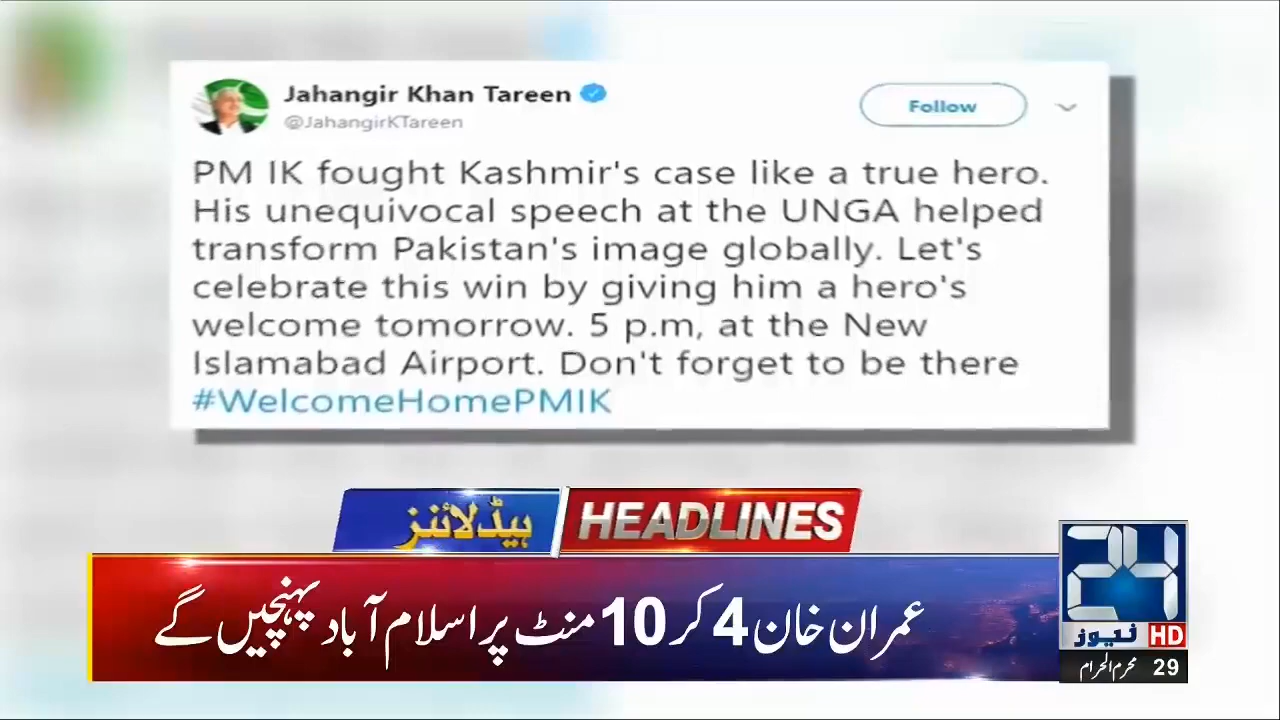 Jahangir Khan Tareen
@JahangirKTareen
Follow
PM IK fought Kashmir's case like a true hero.
His unequivocal speech at the UNGA helped
transform Pakistan's image globally. Let's
celebrate this win by giving him a hero's
welcome tomorrow. 5 p.m, at the New
Islamabad Airport. Don't forget to be there
#WelcomeHomePMIK
ہیڈلائنز HEADLINES
عمران خان 4 کر 10 منٹ پر اسلام آباد پہنچیں گے
24
نیوز HD
29 محرم الحرام